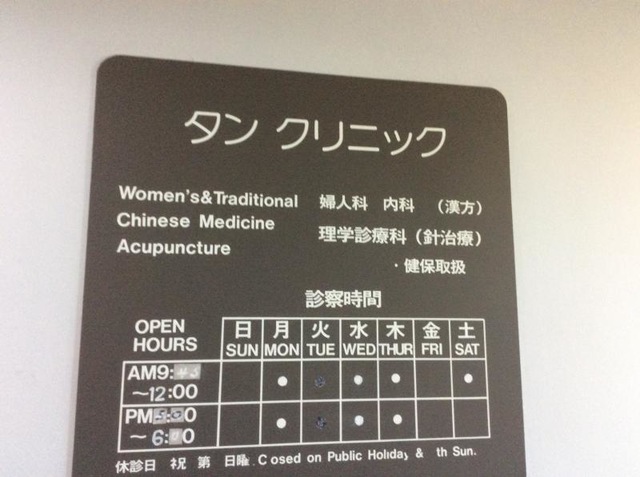 タン クリニック
Women's&Traditional 婦人科 内科 (漢方)
Chinese Medicine
Acupuncture 理学診療科(針治療)
・健保取扱
診察時間
OPEN HOURS 日 月 火 水 木 金 土
SUN MON TUE WED THUR FRI SAT
AM9:45 ● ● ● ● ●
～12:00
PM ● ● ● ●
～6:00
休診日 祝 第 日曜 C osed on Public Holiday & th Sun.